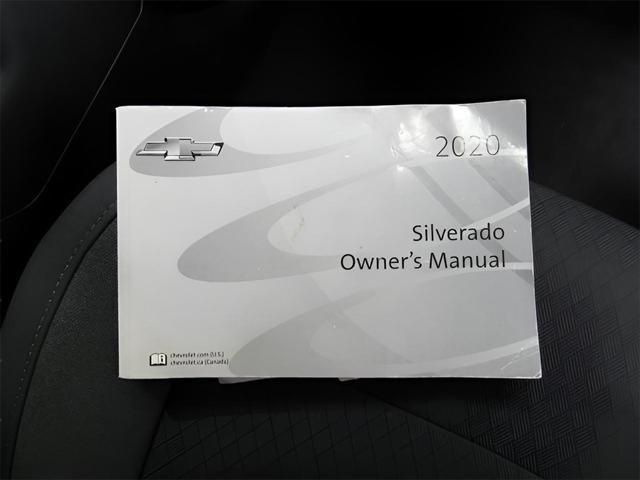 2020
Silverado
Owner's Manual
chevrolet.com (U.S.)
chevrolet.ca (Canada)